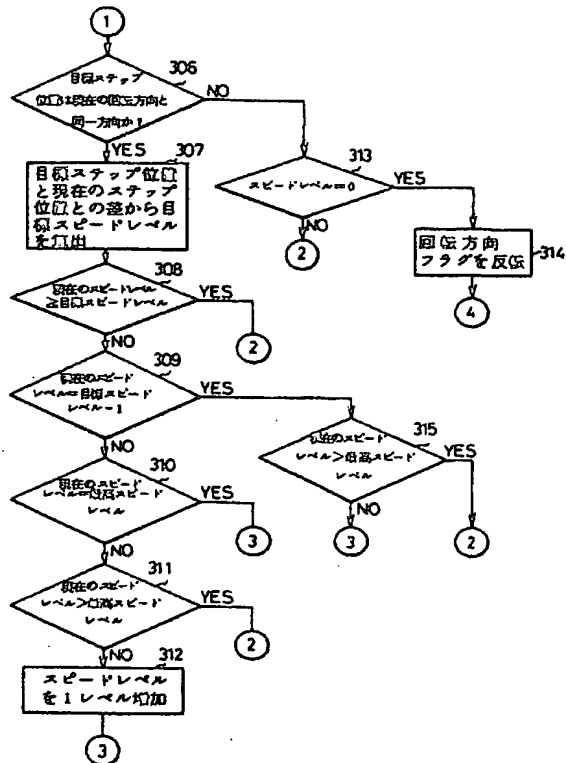 1
306
目標ステップ
位置は現在の回転方向と
同一方向か?
NO
YES
307
目標ステップ位置
と現在のステップ
位置との差から目
標スピードレベル
を算出
313
スピードレベル=0
YES
NO
2
回転方向
フラグを反転
314
4
308
現在のスピードレベル
≧目標スピードレベル
YES
NO
2
309
現在のスピード
レベル=目標スピード
レベル-1
YES
NO
315
現在のスピード
レベル>最高スピード
レベル
YES
NO
3
2
310
現在のスピード
レベル=最高スピード
レベル
YES
NO
3
311
現在のスピード
レベル>最高スピード
レベル
YES
NO
2
312
スピードレベル
を1レベル増加
3